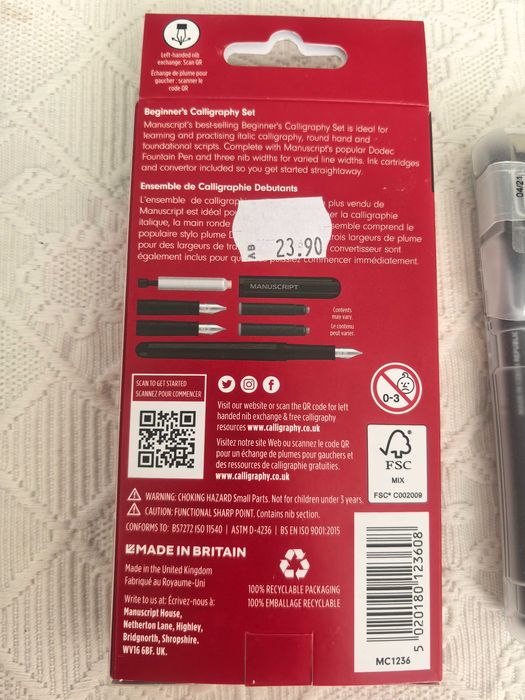 Left-handed nib
exchange: Scan QR
Échange de plume pour
gaucher : scanner le
code QR
Beginner's Calligraphy Set
Manuscript's best-selling Beginner's Calligraphy Set is ideal for
learning and practising italic calligraphy, round hand and
foundational scripts. Complete with Manuscript's popular Dodec
Fountain Pen and three nib widths for varied line widths. Ink cartridges
and convertor included so you get started straightaway.
Ensemble de Calligraphie Debutants
L'ensemble de calligra plus vendu de
Manuscript est idéal po er la calligraphie
italique, la main ronde ensemble comprend le
populaire stylo plume trois largeurs de plume
pour des largeurs de tra convertisseur sont
également inclus pour qu puissiez commencer immédiatement.
AB 23.90
MANUSCRIPT
Contents
may vary.
Le contenu
peut varier.
SCAN TO GET STARTED
SCANNEZ POUR COMMENCER
Visit our website or scan the QR code for left
handed nib exchange & free calligraphy
resources www.calligraphy.co.uk
Visitez notre site Web ou scannez le code QR
pour un échange de plumes pour gauchers et
des ressources de calligraphie gratuities.
www.calligraphy.co.uk
0-3
FSC
MIX
FSC® C002009
WARNING: CHOKING HAZARD Small Parts. Not for children under 3 years.
CAUTION: FUNCTIONAL SHARP POINT. Contains nib section.
CONFORMS TO: BS7272 ISO 11540 | ASTM D-4236 | BS EN ISO 9001:2015
MADE IN BRITAIN
Made in the United Kingdom
Fabriqué au Royaume-Uni
Write to us at: Écrivez-nous à:
Manuscript House,
Netherton Lane, Highley,
Bridgnorth, Shropshire.
WV16 6BF. UK.
100% RECYCLABLE PACKAGING
100% EMBALLAGE RECYCLABLE
5 020180 123608
MC1236
04/21